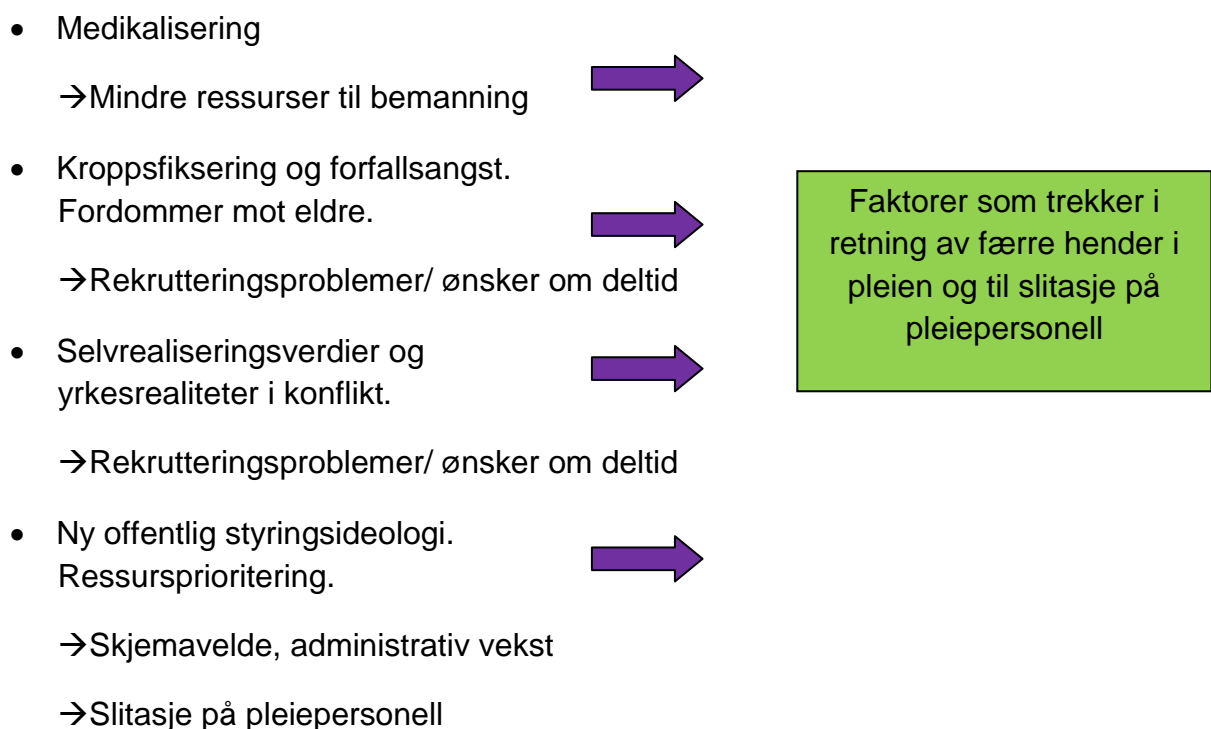 • Medikalisering
→Mindre ressurser til bemanning
• Kroppsfiksering og forfallsangst.
Fordommer mot eldre.
→Rekrutteringsproblemer/ ønsker om deltid
• Selvrealiseringsverdier og
yrkesrealiteter i konflikt.
→Rekrutteringsproblemer/ ønsker om deltid
• Ny offentlig styringsideologi.
Ressursprioritering.
→Skjemavelde, administrativ vekst
→Slitasje på pleiepersonell
Faktorer som trekker i
retning av færre hender i
pleien og til slitasje på
pleiepersonell